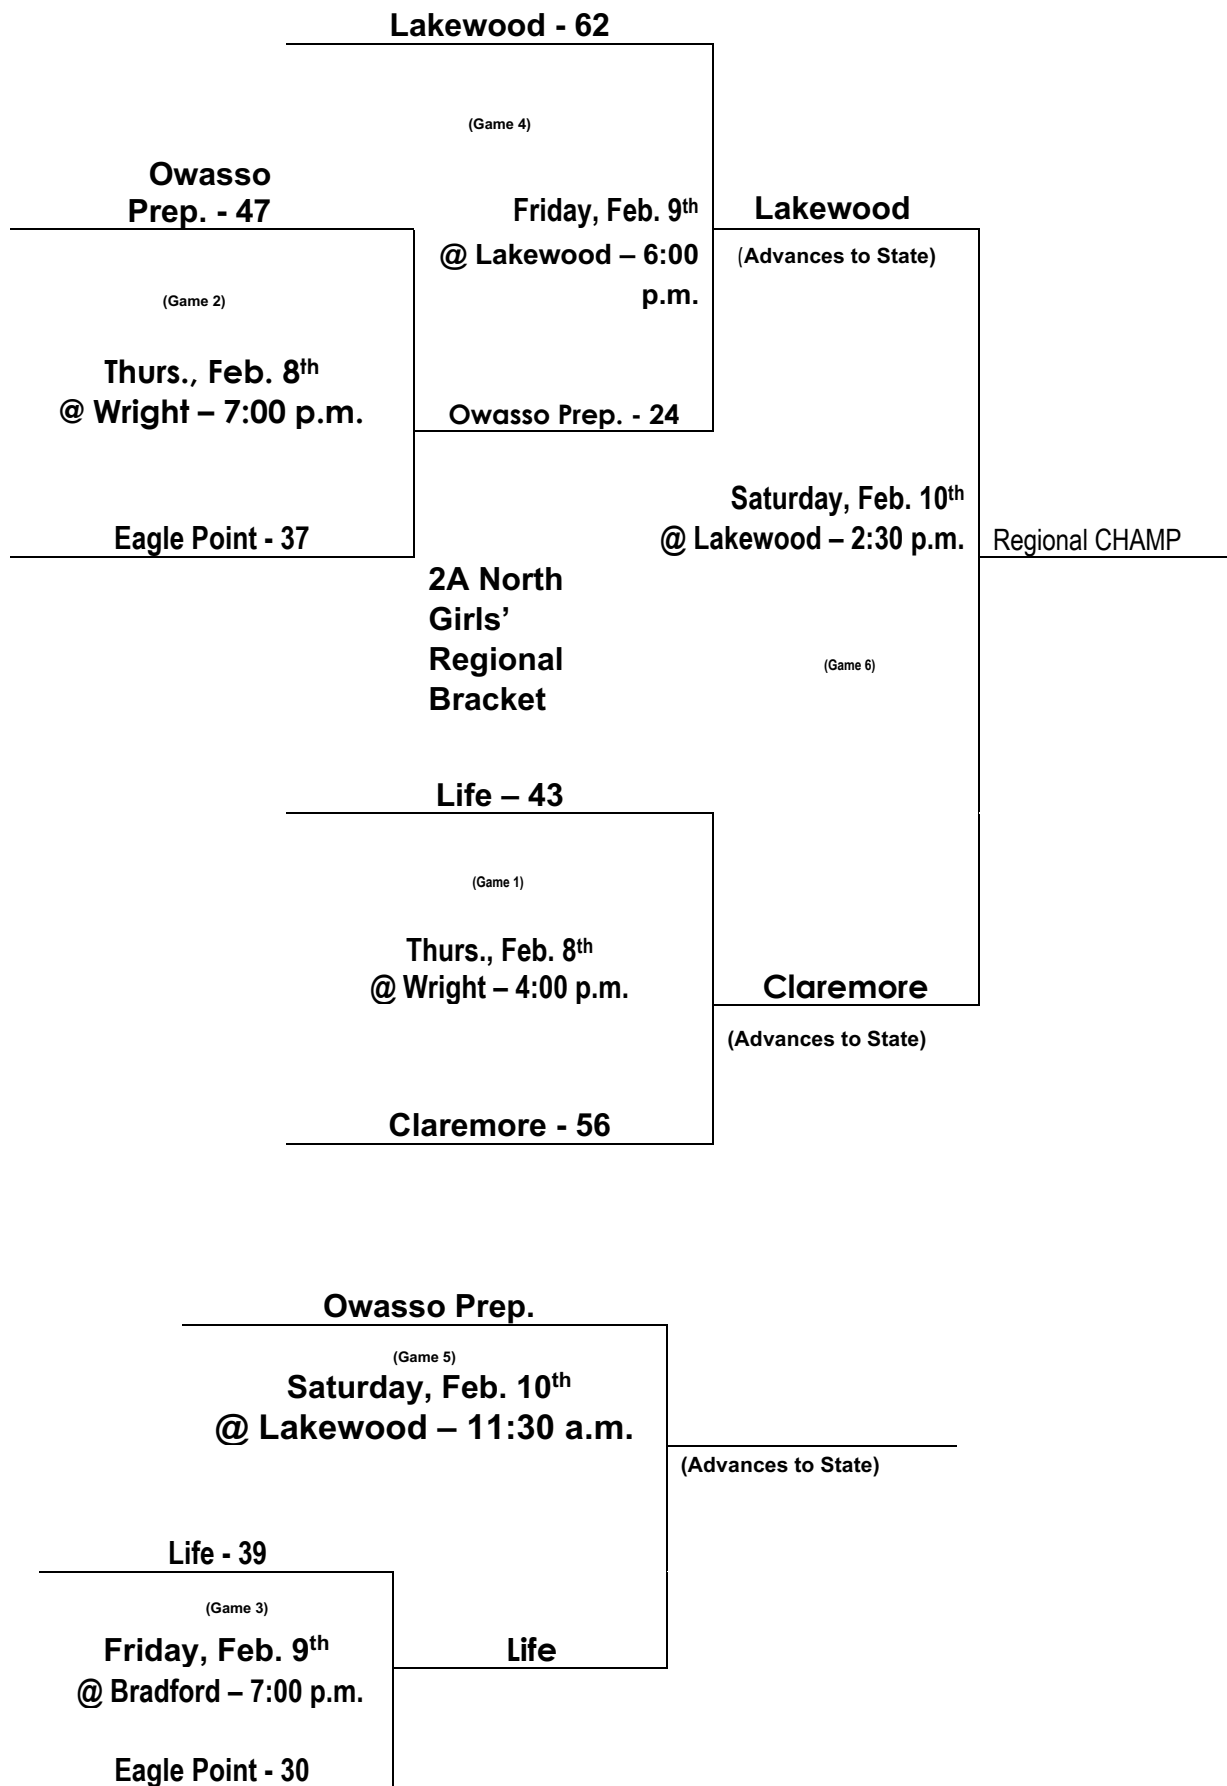 Lakewood - 62
(Game 4)
Owasso
Prep. - 47
Friday, Feb. 9th
@ Lakewood – 6:00
p.m.
Lakewood
(Advances to State)
(Game 2)
Thurs., Feb. 8th
@ Wright – 7:00 p.m.
Owasso Prep. - 24
Saturday, Feb. 10th
@ Lakewood – 2:30 p.m.
Regional CHAMP
Eagle Point - 37
2A North
Girls’
Regional
Bracket
(Game 6)
Life – 43
(Game 1)
Thurs., Feb. 8th
@ Wright – 4:00 p.m.
Claremore
(Advances to State)
Claremore - 56
Owasso Prep.
(Game 5)
Saturday, Feb. 10th
@ Lakewood – 11:30 a.m.
(Advances to State)
Life - 39
(Game 3)
Friday, Feb. 9th
@ Bradford – 7:00 p.m.
Life
Eagle Point - 30